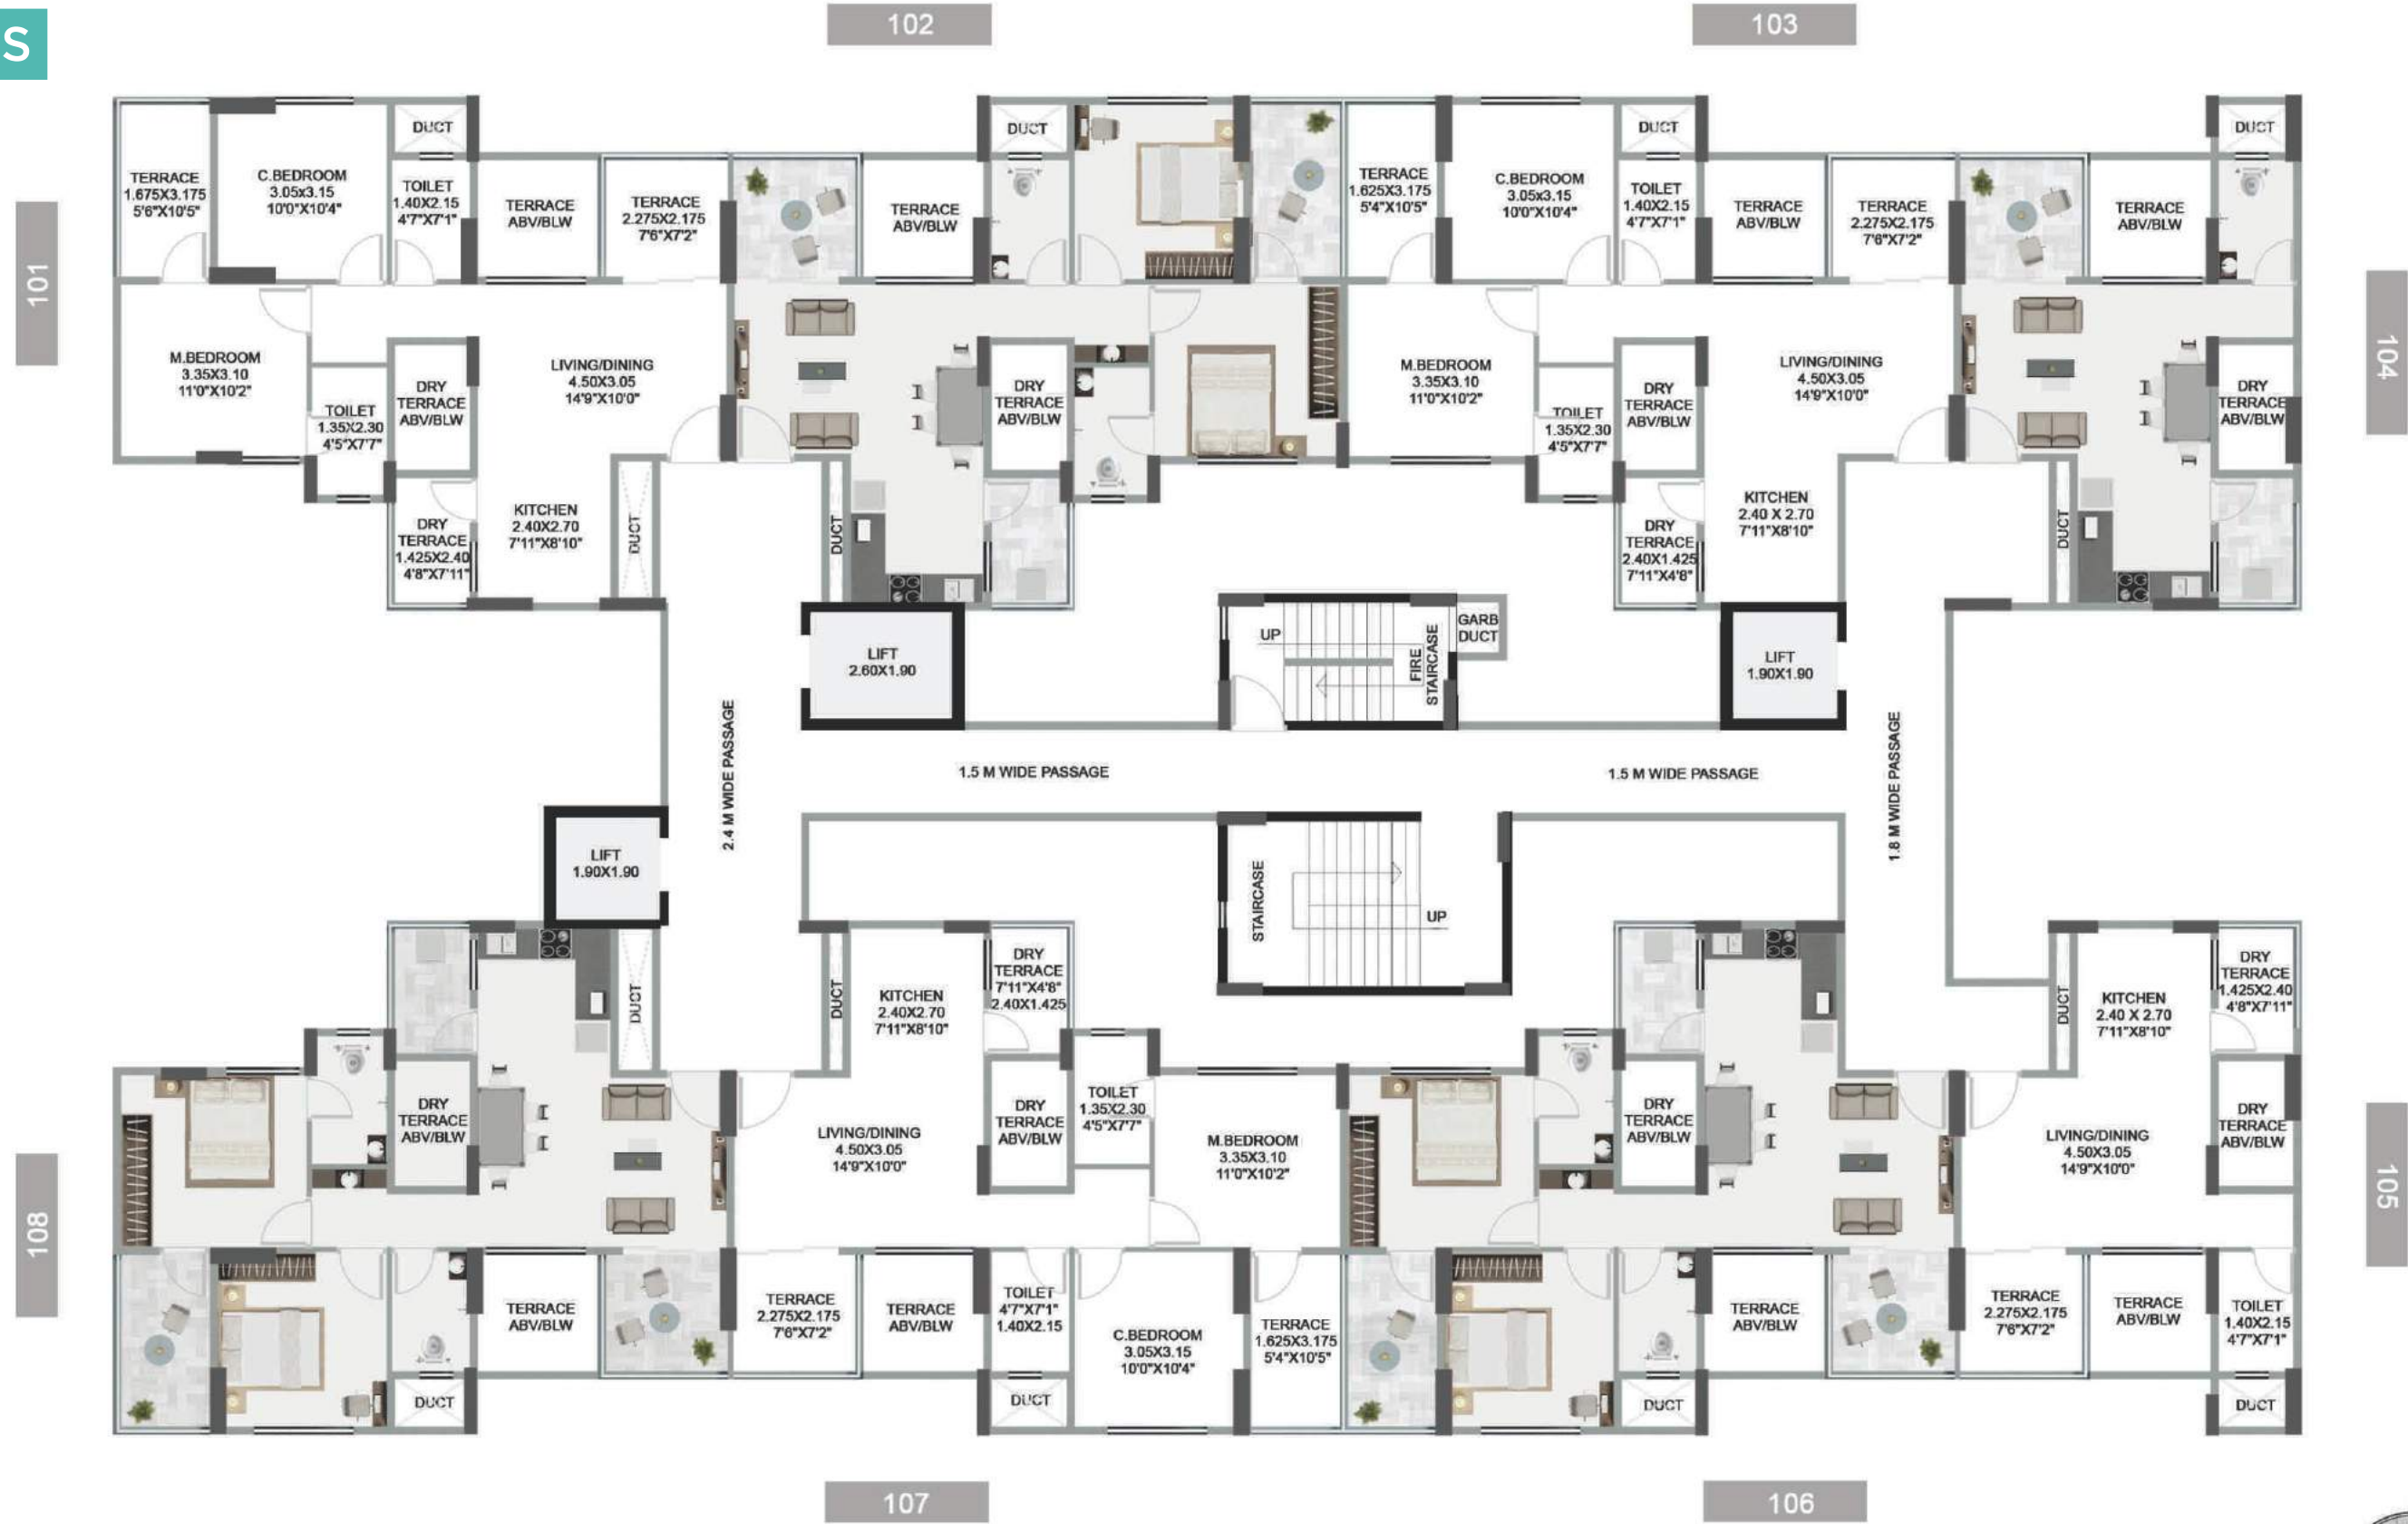 S
102
103
101
104
DUCT
DUCT
DUCT
DUCT
TERRACE
1.675X3.175
5'6"X10'5"
C.BEDROOM
3.05x3.15
10'0"X10'4"
TOILET
1.40X2.15
4'7"X7'1"
TERRACE
ABV/BLW
TERRACE
2.275X2.175
7'6"X7'2"
TERRACE
ABV/BLW
TERRACE
1.625X3.175
5'4"X10'5"
C.BEDROOM
3.05x3.15
10'0"X10'4"
TOILET
1.40X2.15
4'7"X7'1"
TERRACE
ABV/BLW
TERRACE
2.275X2.175
7'6"X7'2"
TERRACE
ABV/BLW
M.BEDROOM
3.35X3.10
11'0"X10'2"
TOILET
1.35X2.30
4'5"X7'7"
DRY
TERRACE
ABV/BLW
LIVING/DINING
4.50X3.05
14'9"X10'0"
DRY
TERRACE
ABV/BLW
M.BEDROOM
3.35X3.10
11'0"X10'2"
TOILET
1.35X2.30
4'5"X7'7"
DRY
TERRACE
ABV/BLW
LIVING/DINING
4.50X3.05
14'9"X10'0"
DRY
TERRACE
ABV/BLW
DRY
TERRACE
1.425X2.40
4'8"X7'11"
KITCHEN
2.40X2.70
7'11"X8'10"
DUCT
DUCT
DRY
TERRACE
2.40X1.425
7'11"X4'8"
KITCHEN
2.40 X 2.70
7'11"X8'10"
DUCT
LIFT
2.60X1.90
UP
FIRE
STAIRCASE
GARB
DUCT
LIFT
1.90X1.90
2.4 M WIDE PASSAGE
1.5 M WIDE PASSAGE
1.5 M WIDE PASSAGE
1.8 M WIDE PASSAGE
LIFT
1.90X1.90
STAIRCASE
UP
DUCT
DUCT
KITCHEN
2.40X2.70
7'11"X8'10"
DRY
TERRACE
7'11"X4'8"
2.40X1.425
DUCT
KITCHEN
2.40 X 2.70
7'11"X8'10"
DRY
TERRACE
1.425X2.40
4'8"X7'11"
DRY
TERRACE
ABV/BLW
LIVING/DINING
4.50X3.05
14'9"X10'0"
DRY
TERRACE
ABV/BLW
TOILET
1.35X2.30
4'5"X7'7"
M.BEDROOM
3.35X3.10
11'0"X10'2"
DRY
TERRACE
ABV/BLW
LIVING/DINING
4.50X3.05
14'9"X10'0"
DRY
TERRACE
ABV/BLW
108
105
TERRACE
ABV/BLW
TERRACE
2.275X2.175
7'6"X7'2"
TERRACE
ABV/BLW
TOILET
4'7"X7'1"
1.40X2.15
C.BEDROOM
3.05X3.15
10'0"X10'4"
TERRACE
1.625X3.175
5'4"X10'5"
TERRACE
ABV/BLW
TERRACE
2.275X2.175
7'6"X7'2"
TERRACE
ABV/BLW
TOILET
1.40X2.15
4'7"X7'1"
DUCT
DUCT
DUCT
DUCT
107
106